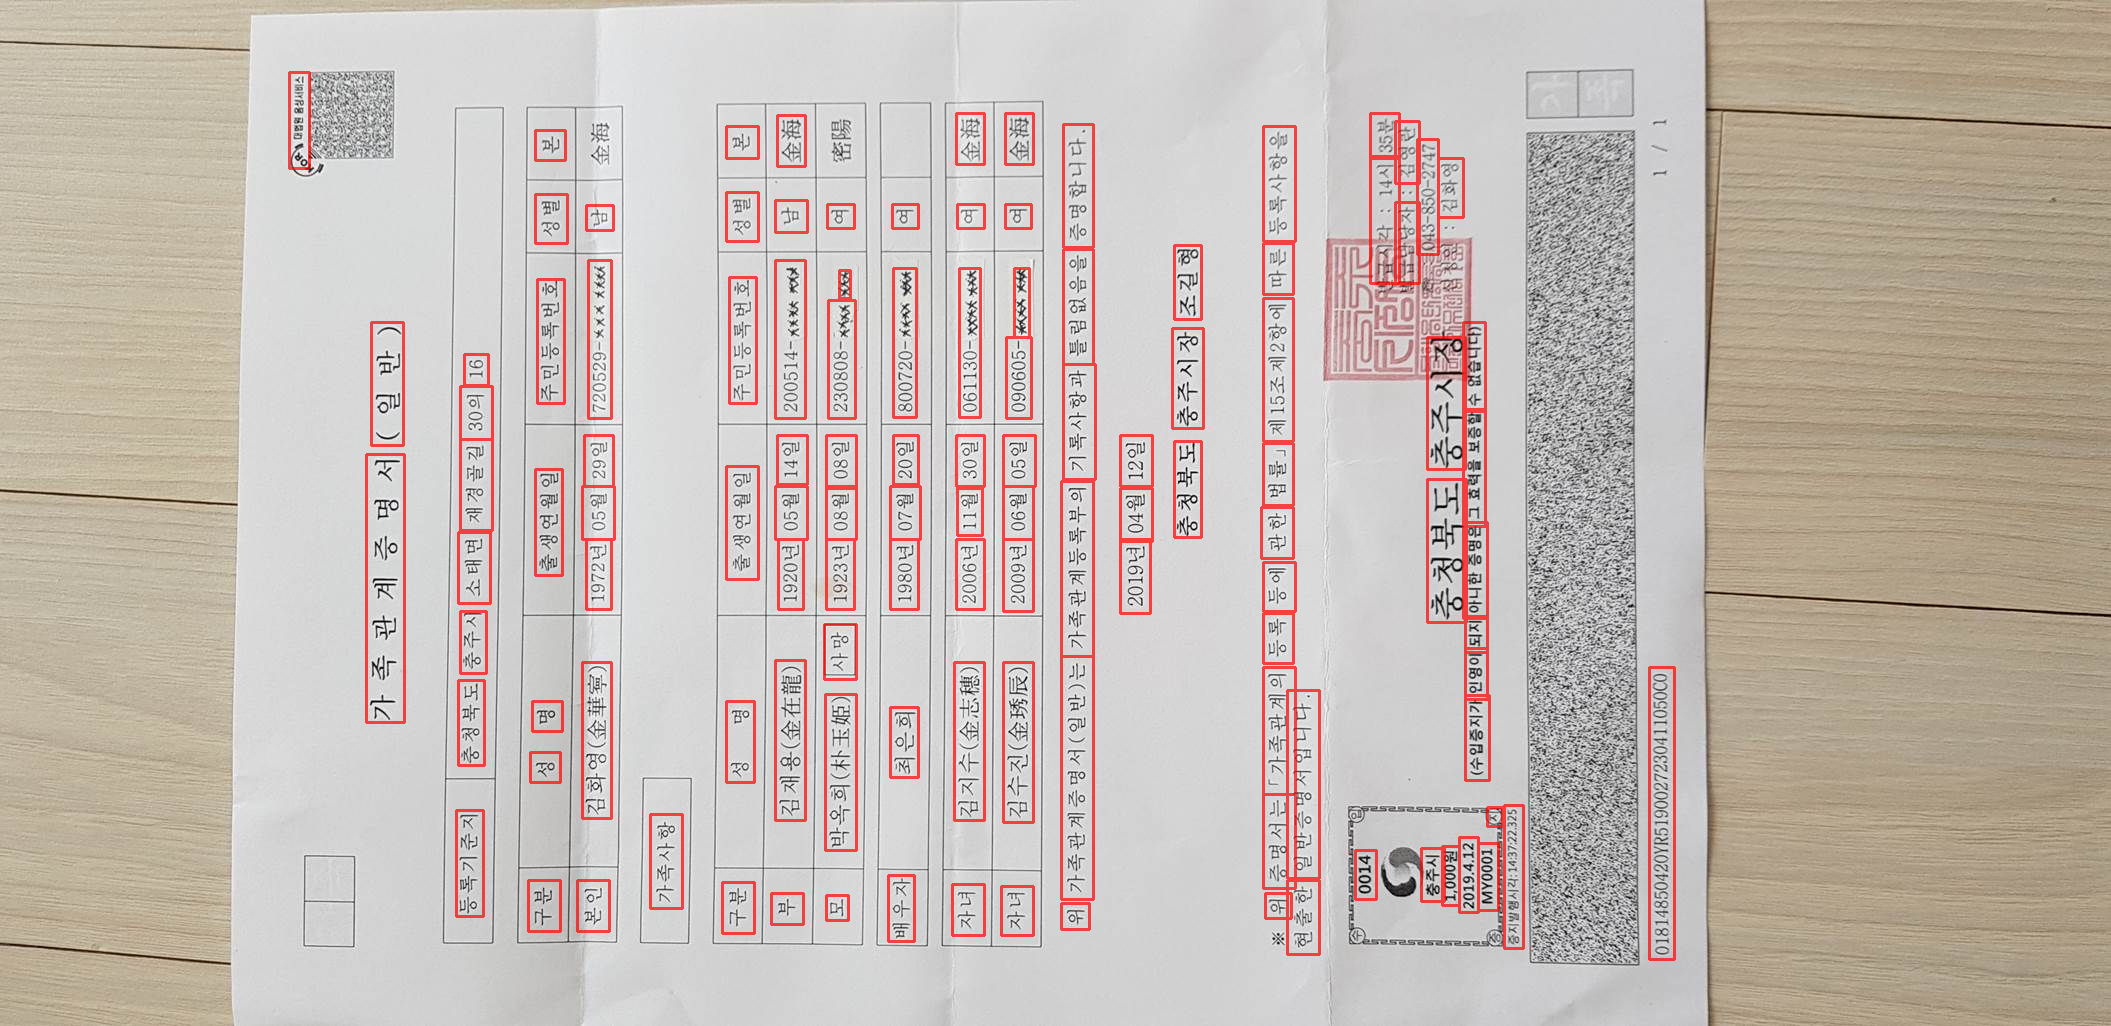 대법원 음성서비스
가 족 관 계 증 명 서 ( 일 반 )
등록기준지 충청북도 충주시 소태면 재경골길 30의 16
구분 성 명 출생연월일 주민등록번호 성별 본
본인 김화영(金華寧) 1972년 05월 29일 720529-******* 남 金海
가족사항
구분 성 명 출생연월일 주민등록번호 성별 본
부 김재용(金在龍) 1920년 05월 14일 200514-******* 남 金海
모 박옥희(朴玉姬) 사망 1923년 08월 08일 230808-******* 여 密陽
배우자 최은희 1980년 07월 20일 800720-******* 여
자녀 김지수(金志穗) 2006년 11월 30일 061130-******* 여 金海
자녀 김수진(金琇辰) 2009년 06월 05일 090605-******* 여 金海
위 가족관계증명서(일반)는 가족관계등록부의 기록사항과 틀림없음을 증명합니다.
2019년 04월 12일
충청북도 충주시장 조길형
※ 위 증명서는 「가족관계의 등록 등에 관한 법률」 제15조제2항에 따른 등록사항을
현출한 일반증명서입니다.
발급시각 : 14시 35분
발급담당자 : 김영란
043-850-2747
신청인 : 김화영
충청북도 충주시장
(수입증지가 인영이 되지 아니한 증명은 그 효력을 보증할 수 없습니다)
수 입 증 지
0014
충주시
1,000원
2019.4.12
MY0001
증지발행시각:14:37:22.325
가 족
01814850420YR5190027230411050C0
1 / 1